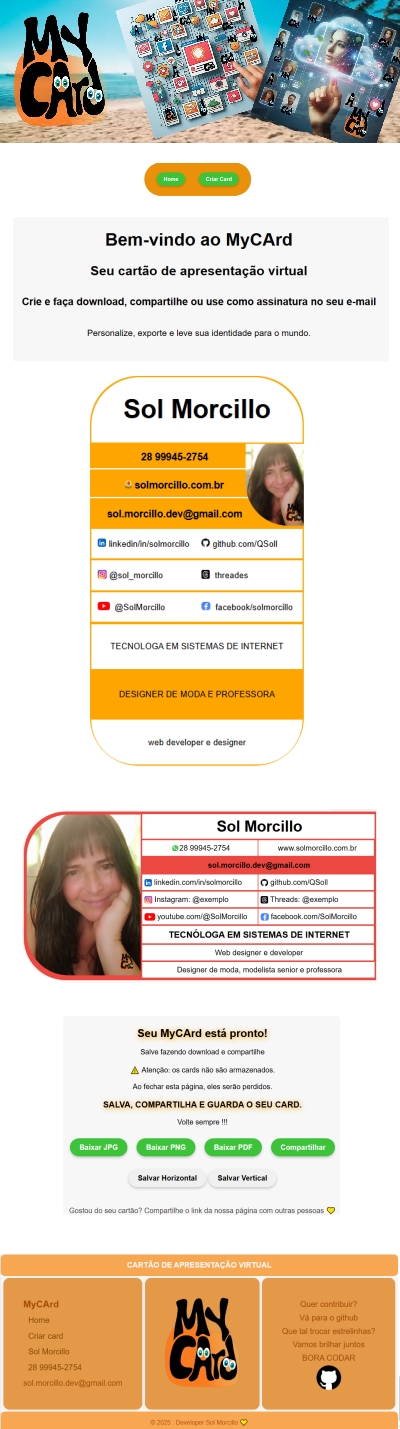 MY
CArd
Home
Criar Card
Bem-vindo ao MyCArd
Seu cartão de apresentação virtual
Crie e faça download, compartilhe ou use como assinatura no seu e-mail
Personalize, exporte e leve sua identidade para o mundo.
Sol Morcillo
28 99945-2754
solmorcillo.com.br
sol.morcillo.dev@gmail.com
linkedin/in/solmorcillo
github.com/QSoll
@sol_morcillo
threades
@SolMorcillo
facebook/solmorcillo
TECNOLOGA EM SISTEMAS DE INTERNET
DESIGNER DE MODA E PROFESSORA
web developer e designer
Sol Morcillo
28 99945-2754
www.solmorcillo.com.br
sol.morcillo.dev@gmail.com
linkedin.com/in/solmorcillo
github.com/QSoll
Instagram: @exemplo
Threads: @exemplo
youtube.com/@SolMorcillo
facebook.com/SolMorcillo
TECNÓLOGA EM SISTEMAS DE INTERNET
Web designer e developer
Designer de moda, modelista senior e professora
Seu MyCArd está pronto!
Salve fazendo download e compartilhe
⚠️ Atenção: os cards não são armazenados.
Ao fechar esta página, eles serão perdidos.
SALVA, COMPARTILHA E GUARDA O SEU CARD.
Volte sempre !!!
Baixar JPG
Baixar PNG
Baixar PDF
Compartilhar
Salvar Horizontal
Salvar Vertical
Gostou do seu cartão? Compartilhe o link da nossa página com outras pessoas 💛
CARTÃO DE APRESENTAÇÃO VIRTUAL
MyCArd
Home
Criar card
Sol Morcillo
28 99945-2754
sol.morcillo.dev@gmail.com
MY
CArd
Quer contribuir?
Vá para o github
Que tal trocar estrelinhas?
Vamos brilhar juntos
BORA CODAR
© 2025 . Developer Sol Morcillo 💛